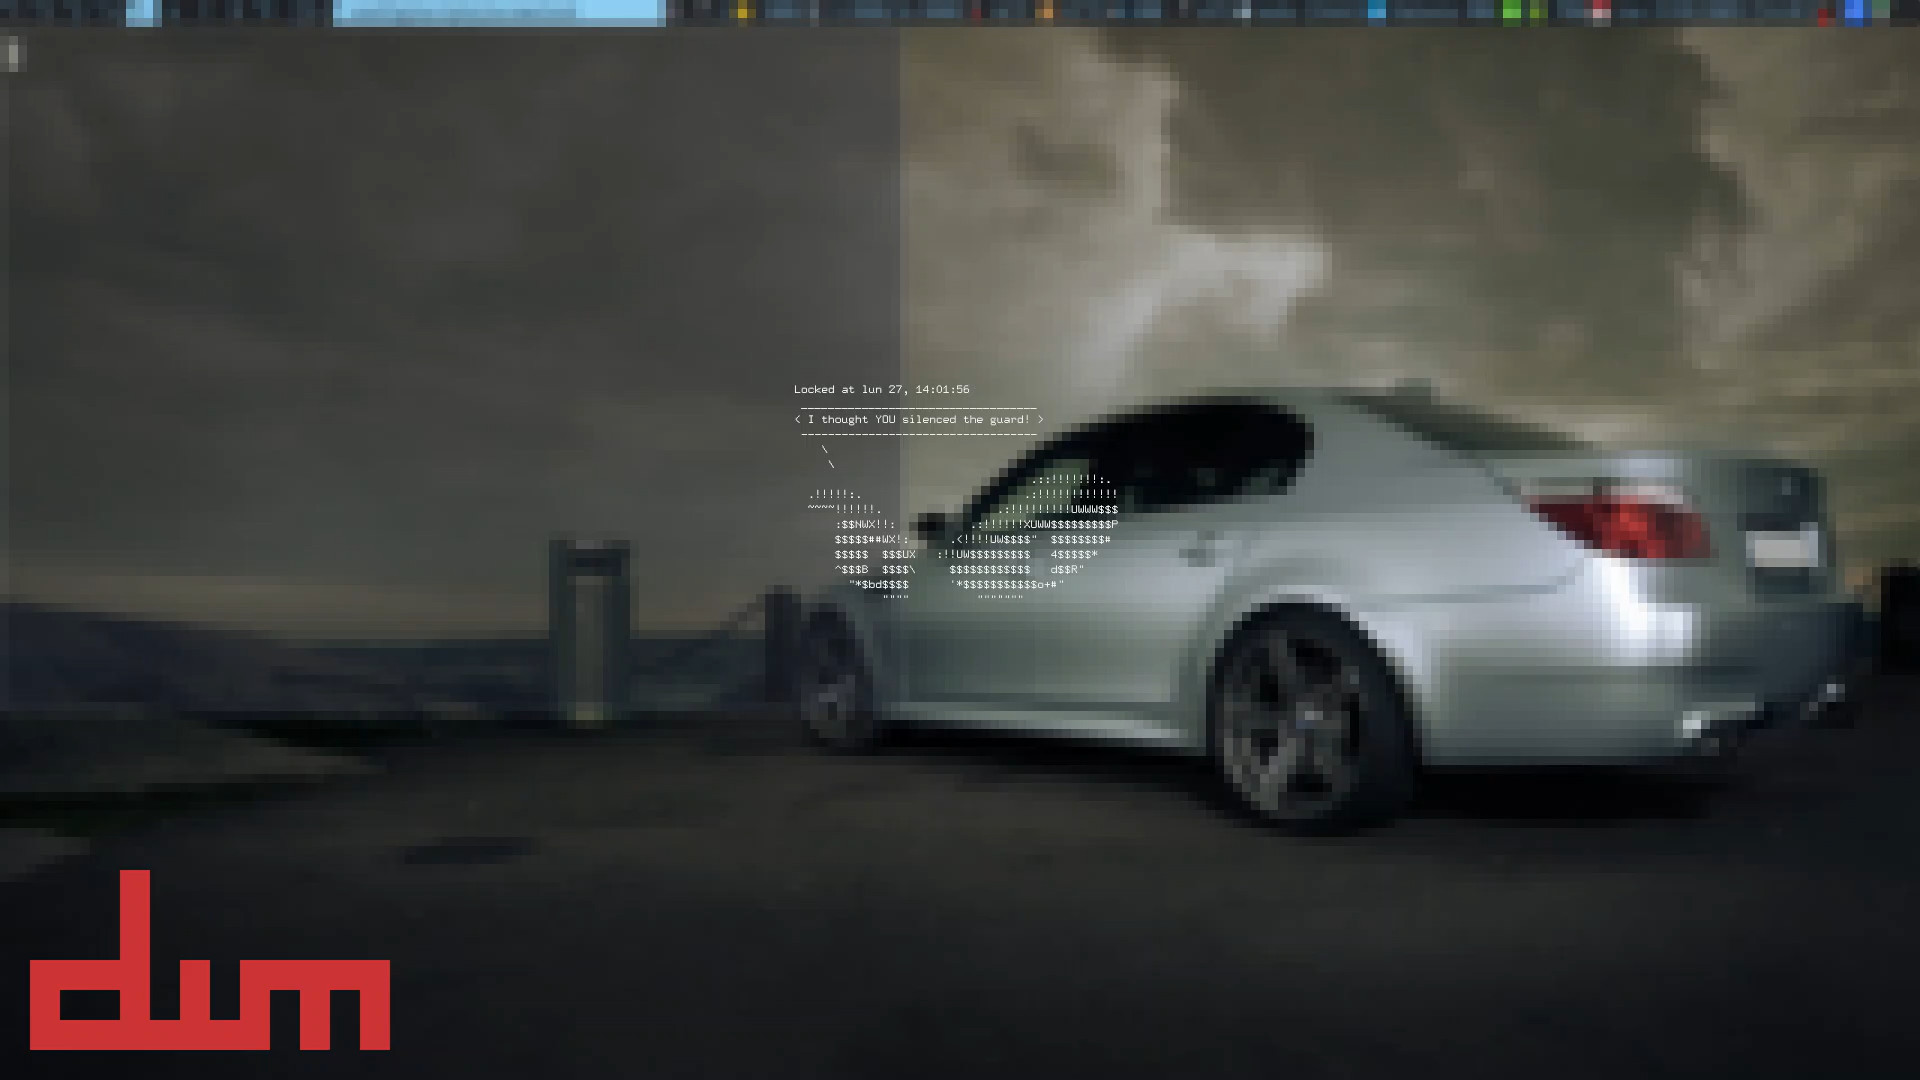 Locked at lun 27, 14:01:56
 ___________________________________
< I thought YOU silenced the guard! >
 -----------------------------------
    \
     \
                                   .::!!!!!!!:.
  .!!!!!:.                        .:!!!!!!!!!!!!
  ~~~~!!!!!!.                 .:!!!!!!!!!UWWW$$$
      :$$NWX!!:           .:!!!!!!XUWW$$$$$$$$$P
      $$$$$##WX!:      .<!!!!UW$$$$"  $$$$$$$$#
      $$$$$  $$$UX   :!!UW$$$$$$$$$   4$$$$$*
      ^$$$B  $$$$\     $$$$$$$$$$$$   d$$R"
        "*$bd$$$$      '*$$$$$$$$$$$o+#"
             """"          """""""
dwm